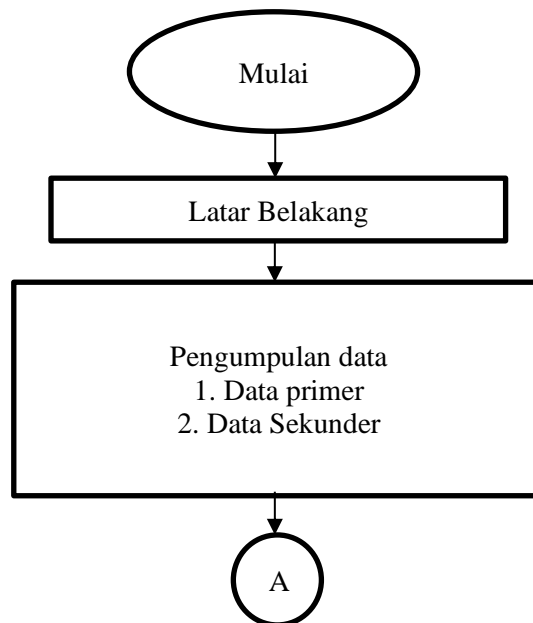 Mulai
Latar Belakang
Pengumpulan data
1. Data primer
2. Data Sekunder
A